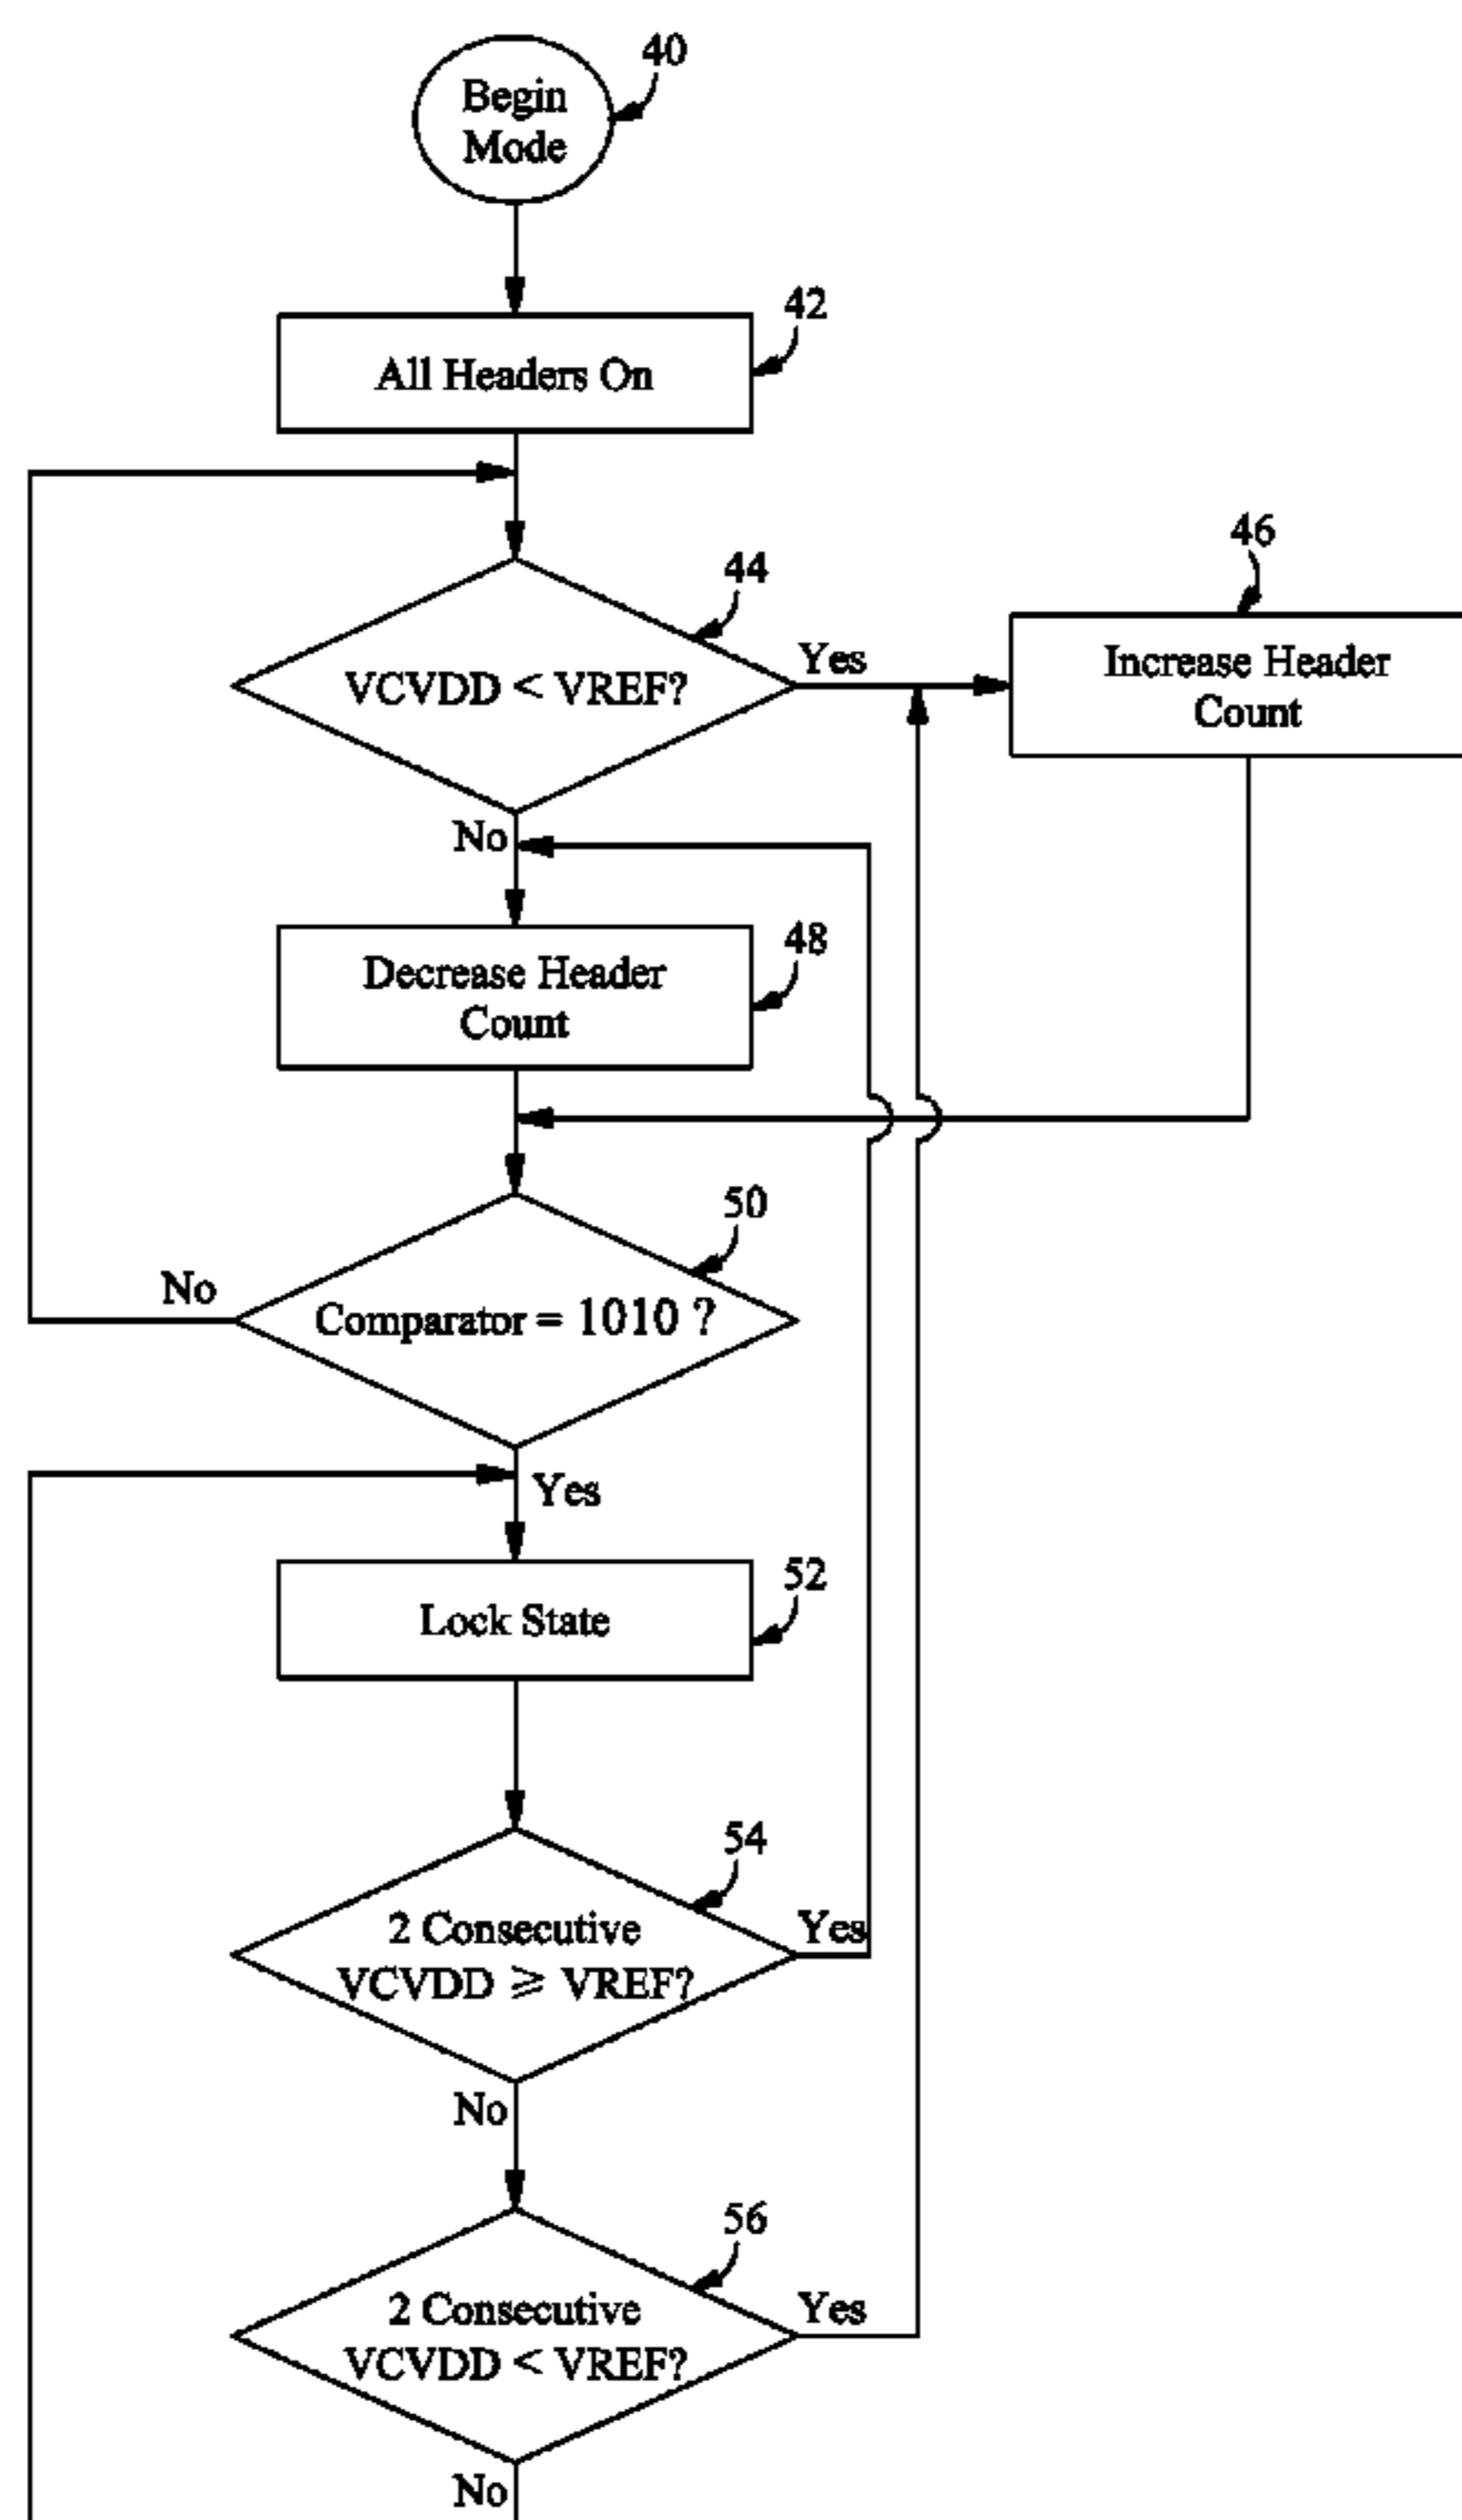 40
Begin
Mode
42
All Headers On
44
46
VCVDD < VREF?
Yes
Increase Header
Count
No
48
Decrease Header
Count
50
No
Comparator = 1010 ?
Yes
52
Lock State
54
2 Consecutive
VCVDD ≥ VREF?
Yes
No
56
2 Consecutive
VCVDD < VREF?
Yes
No